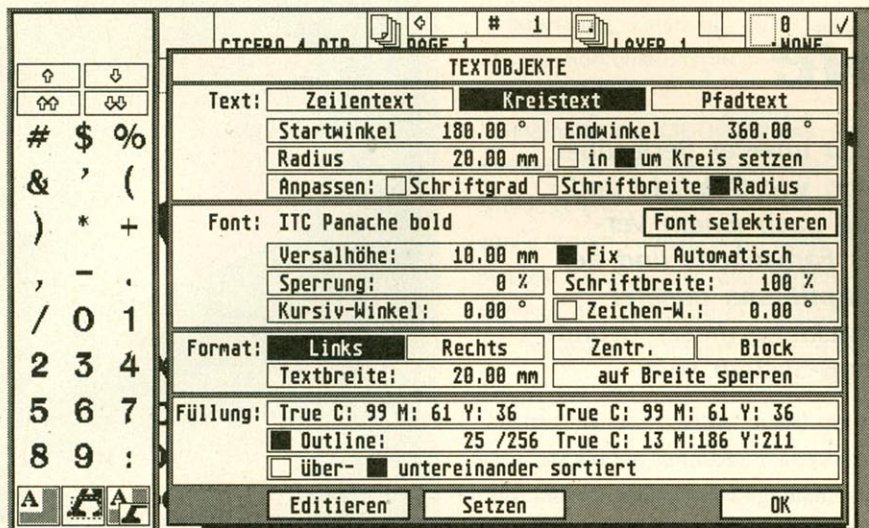 # 1 0
CICERO 4 DTP PAGE 1 LAYER 1 NONE
TEXTOBJEKTE
Text: Zeilentext Kreistext Pfadtext
Startwinkel 180.00 ° Endwinkel 360.00 °
Radius 20.00 mm in um Kreis setzen
Anpassen: Schriftgrad Schriftbreite Radius
Font: ITC Panache bold Font selektieren
Versalhöhe: 10.00 mm Fix Automatisch
Sperrung: 0 % Schriftbreite: 100 %
Kursiv-Winkel: 0.00 ° Zeichen-W.: 0.00 °
Format: Links Rechts Zentr. Block
Textbreite: 20.00 mm auf Breite sperren
Füllung: True C: 99 M: 61 Y: 36 True C: 99 M: 61 Y: 36
Outline: 25 /256 True C: 13 M:186 Y:211
über- untereinander sortiert
Editieren Setzen OK
# $ %
& ' (
) * +
, - .
/ 0 1
2 3 4
5 6 7
8 9 :
A A A